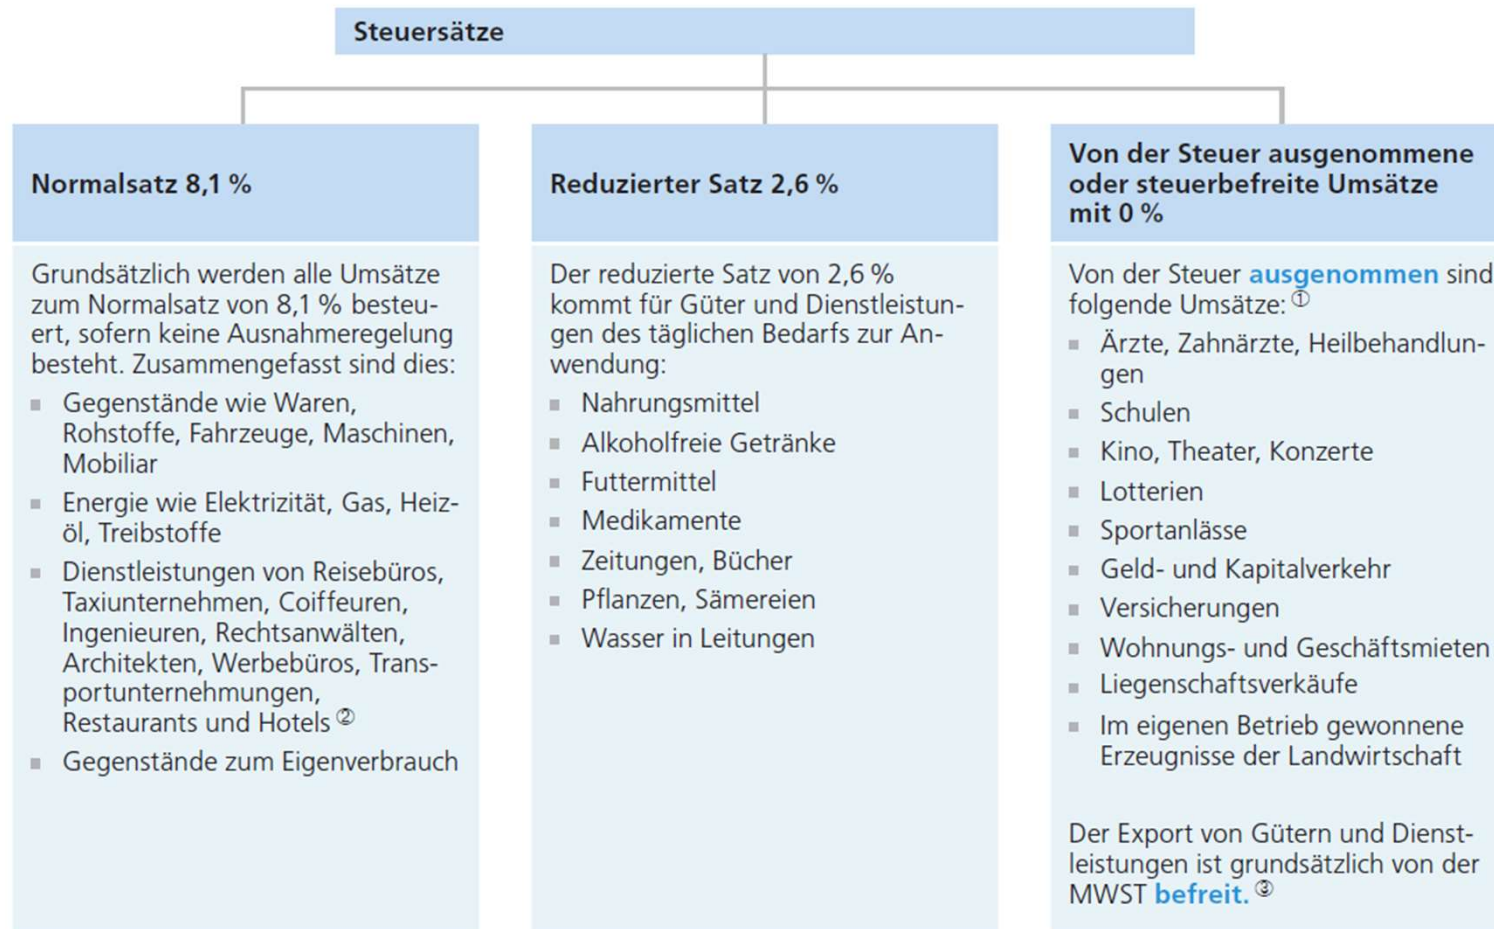 Steuersätze
Normalsatz 8,1 %
Grundsätzlich werden alle Umsätze
zum Normalsatz von 8,1 % besteu-
ert, sofern keine Ausnahmeregelung
besteht. Zusammengefasst sind dies:
■ Gegenstände wie Waren,
Rohstoffe, Fahrzeuge, Maschinen,
Mobiliar
■ Energie wie Elektrizität, Gas, Heiz-
öl, Treibstoffe
■ Dienstleistungen von Reisebüros,
Taxiunternehmen, Coiffeuren,
Ingenieuren, Rechtsanwälten,
Architekten, Werbebüros, Trans-
portunternehmungen,
Restaurants und Hotels ②
■ Gegenstände zum Eigenverbrauch
Reduzierter Satz 2,6 %
Der reduzierte Satz von 2,6 %
kommt für Güter und Dienstleistun-
gen des täglichen Bedarfs zur An-
wendung:
■ Nahrungsmittel
■ Alkoholfreie Getränke
■ Futtermittel
■ Medikamente
■ Zeitungen, Bücher
■ Pflanzen, Sämereien
■ Wasser in Leitungen
Von der Steuer ausgenommene
oder steuerbefreite Umsätze
mit 0 %
Von der Steuer ausgenommen sind
folgende Umsätze: ①
■ Ärzte, Zahnärzte, Heilbehandlun-
gen
■ Schulen
■ Kino, Theater, Konzerte
■ Lotterien
■ Sportanlässe
■ Geld- und Kapitalverkehr
■ Versicherungen
■ Wohnungs- und Geschäftsmieten
■ Liegenschaftsverkäufe
■ Im eigenen Betrieb gewonnene
Erzeugnisse der Landwirtschaft
Der Export von Gütern und Dienst-
leistungen ist grundsätzlich von der
MWST befreit. ③